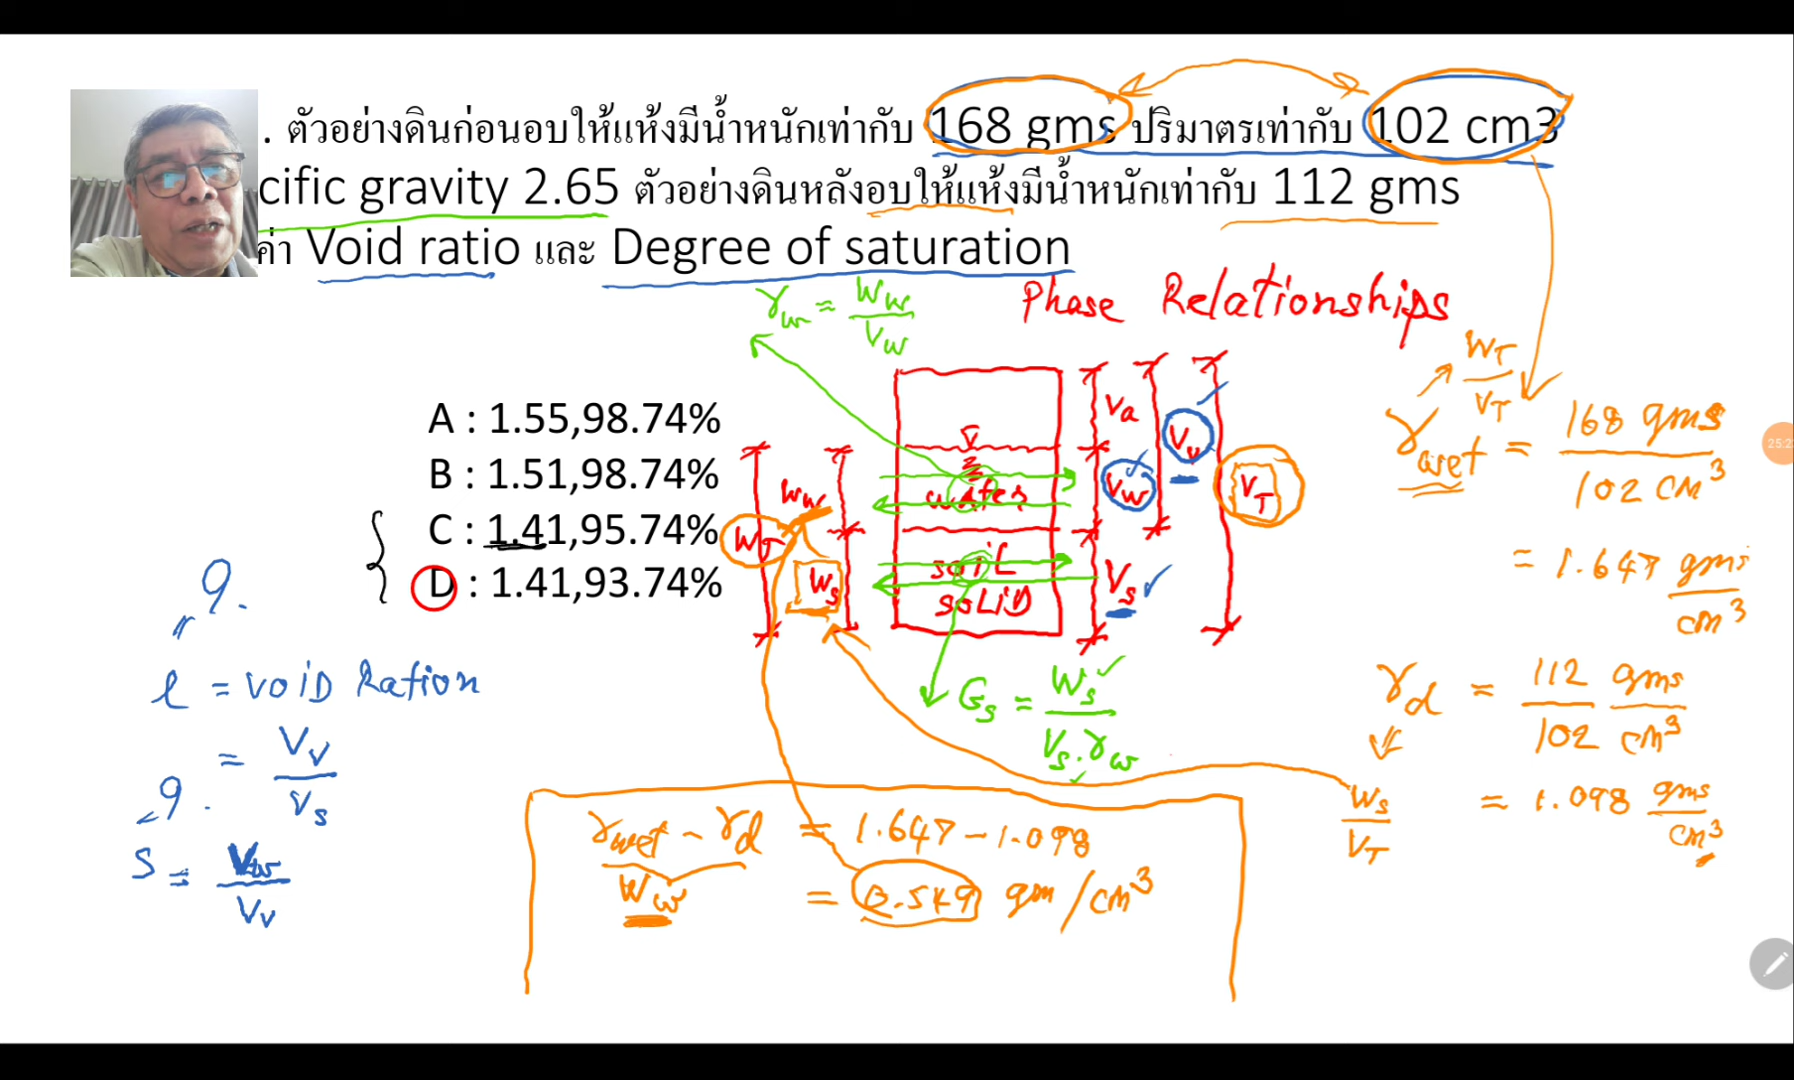 . ตัวอย่างดินก่อนอบให้แห้งมีน้ำหนักเท่ากับ 168 gms ปริมาตรเท่ากับ 102 cm3
cific gravity 2.65 ตัวอย่างดินหลังอบให้แห้งมีน้ำหนักเท่ากับ 112 gms
ค่า Void ratio และ Degree of saturation
Phase Relationships
γw = Ww / Vw
A : 1.55,98.74%
B : 1.51,98.74%
C : 1.41,95.74%
D : 1.41,93.74%
Va
Vv
Vw
VT
Vs
Ww
WT
Ws
water
soil
SOLID
Gs = Ws / Vs.γw
WT / VT
γwet = 168 gms / 102 cm³
= 1.647 gms / cm³
γd = 112 gms / 102 cm³
= 1.098 gms / cm³
Ws / VT
9.
e = VOID Ration
= Vv / Vs
9.
S = Vw / Vv
γwet - γd = 1.647 - 1.098
Ww = 0.549 gm/cm³